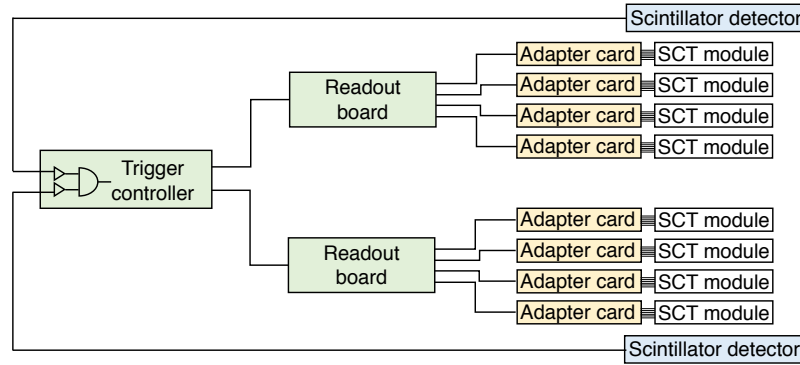 Scintillator detector
Adapter card SCT module
Readout
board
Adapter card SCT module
Adapter card SCT module
Adapter card SCT module
Trigger
controller
Adapter card SCT module
Readout
board
Adapter card SCT module
Adapter card SCT module
Adapter card SCT module
Scintillator detector